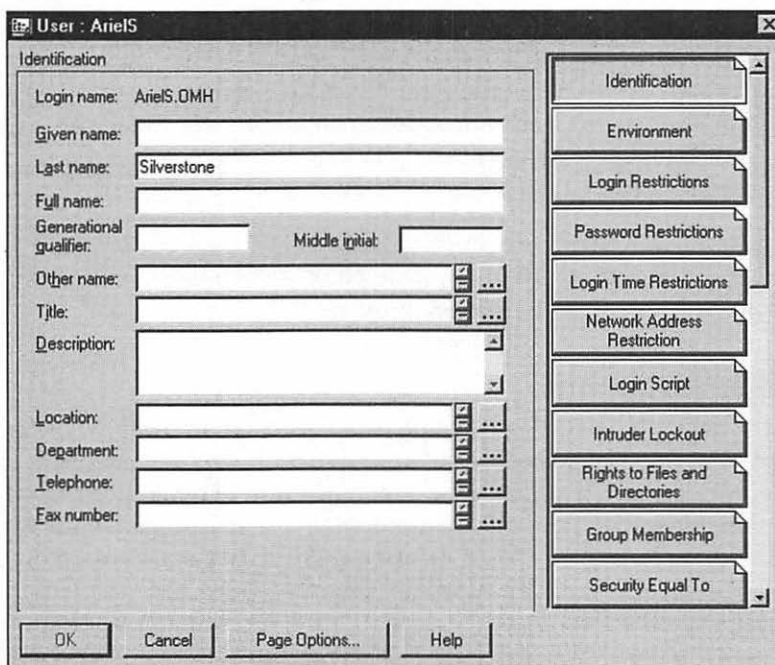 User : ArielS
Identification
Login name: ArielS.OMH
Given name:
Last name: Silverstone
Full name:
Generational
qualifier:
Middle initial:
Other name:
Title:
Description:
Location:
Department:
Telephone:
Fax number:
Identification
Environment
Login Restrictions
Password Restrictions
Login Time Restrictions
Network Address
Restriction
Login Script
Intruder Lockout
Rights to Files and
Directories
Group Membership
Security Equal To
OK
Cancel
Page Options...
Help